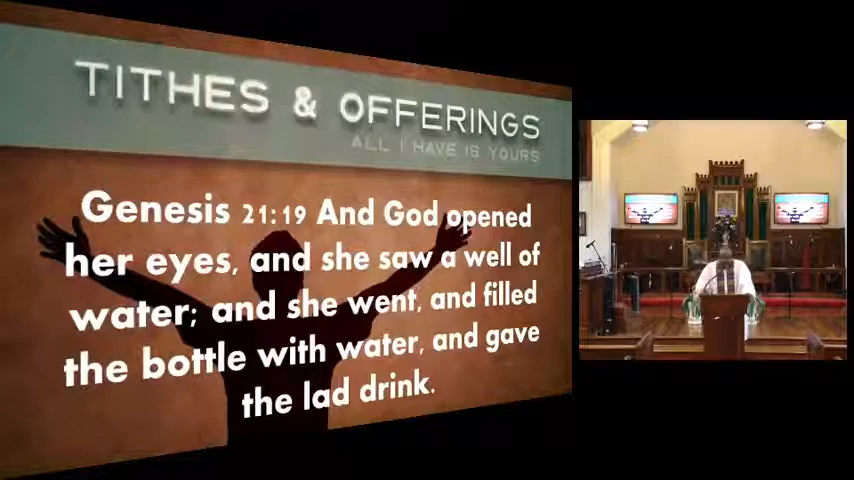 TITHES & OFFERINGS
ALL I HAVE IS YOURS
Genesis 21:19 And God opened
her eyes, and she saw a well of
water; and she went, and filled
the bottle with water, and gave
the lad drink.